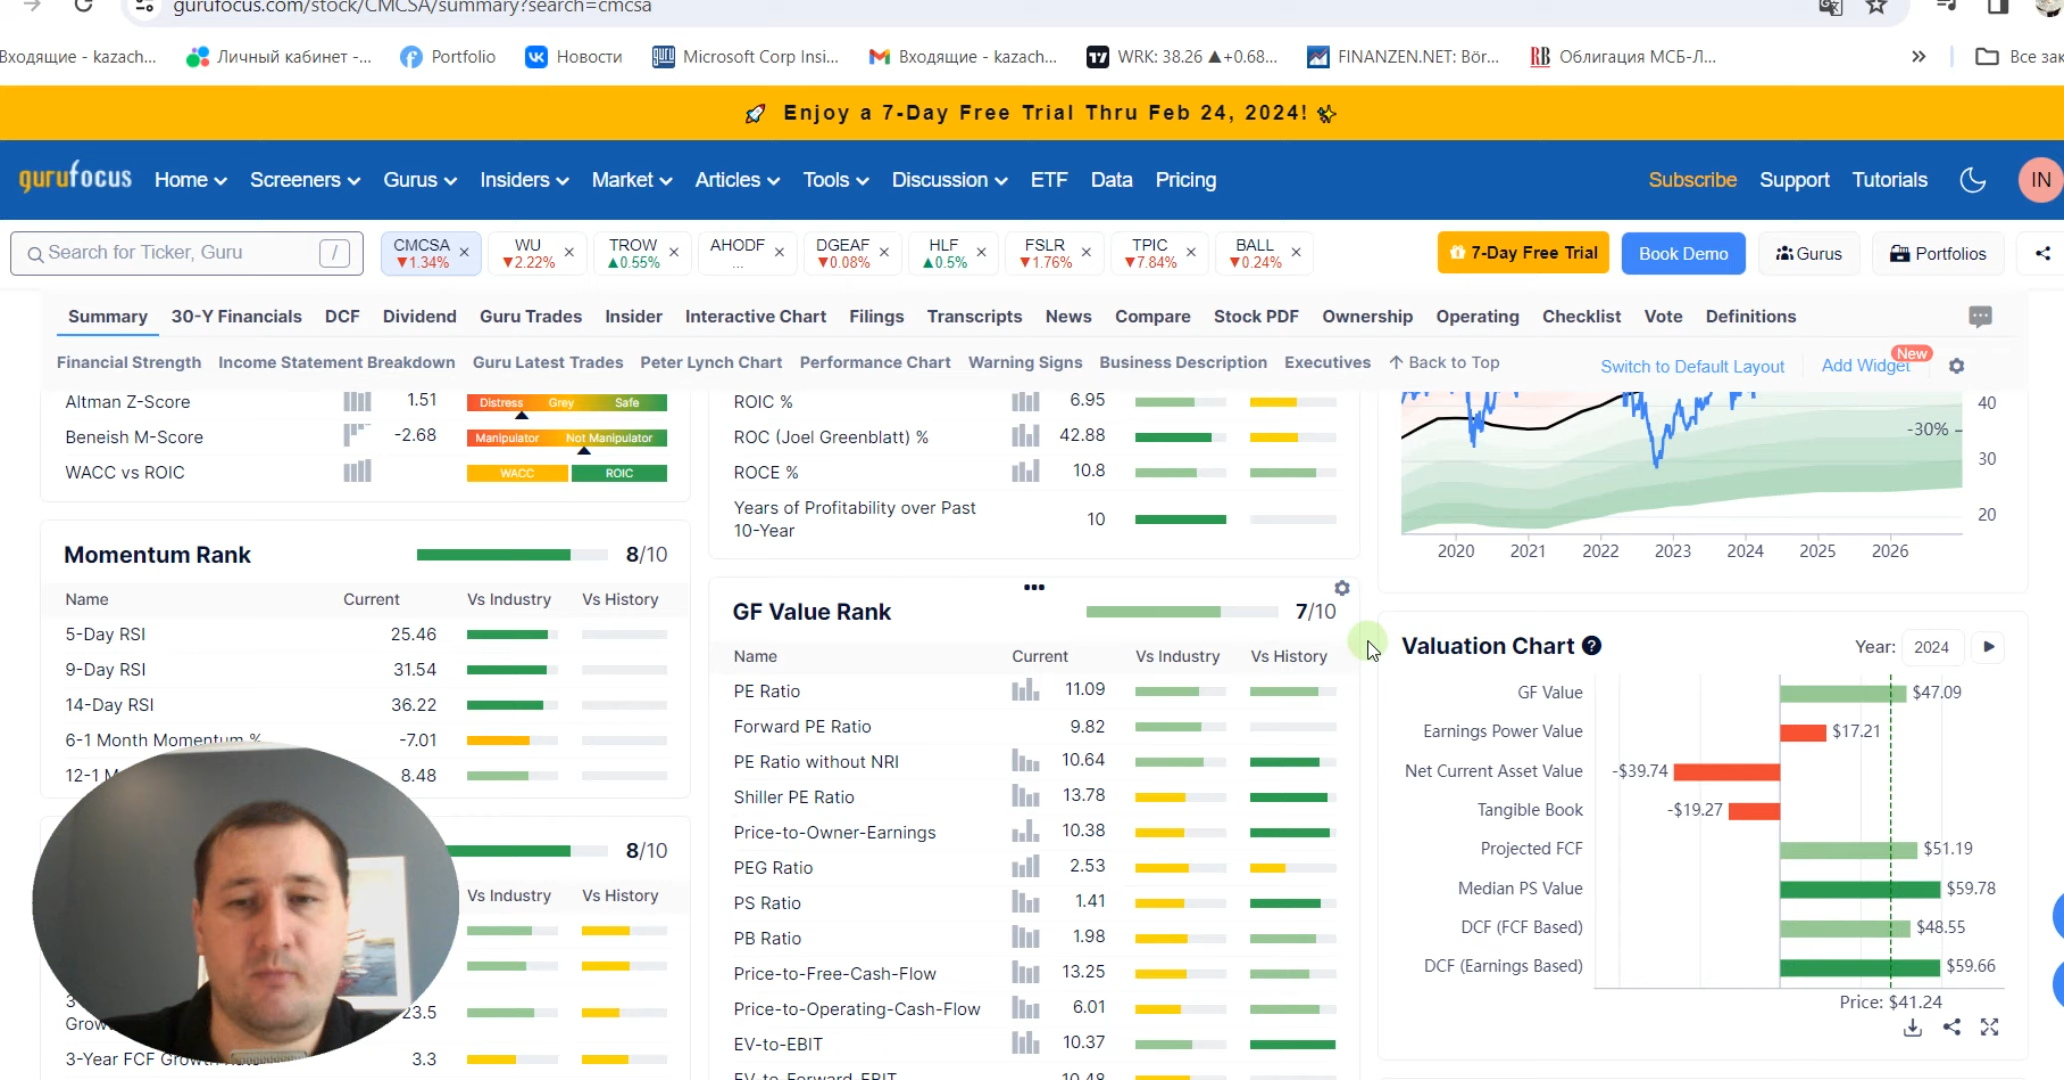 gurufocus.com/stock/CMCSA/summary?search=cmcsa
Входящие - kazach... Личный кабинет -... Portfolio Новости Microsoft Corp Insi... Входящие - kazach... WRK: 38.26 ▲+0.68... FINANZEN.NET: Bör... Облигация МСБ-Л... » Все зак
🚀 Enjoy a 7-Day Free Trial Thru Feb 24, 2024! ✨
gurufocus Home Screeners Gurus Insiders Market Articles Tools Discussion ETF Data Pricing Subscribe Support Tutorials IN
Search for Ticker, Guru / CMCSA × WU × TROW × AHODF × DGEAF × HLF × FSLR × TPIC × BALL × 7-Day Free Trial Book Demo Gurus Portfolios
▼1.34% ▼2.22% ▲0.55% ... ▼0.08% ▲0.5% ▼1.76% ▼7.84% ▼0.24%
Summary 30-Y Financials DCF Dividend Guru Trades Insider Interactive Chart Filings Transcripts News Compare Stock PDF Ownership Operating Checklist Vote Definitions
Financial Strength Income Statement Breakdown Guru Latest Trades Peter Lynch Chart Performance Chart Warning Signs Business Description Executives ↑ Back to Top Switch to Default Layout Add Widget New
Altman Z-Score 1.51 Distress Grey Safe
Beneish M-Score -2.68 Manipulator Not Manipulator
WACC vs ROIC WACC ROIC
Momentum Rank 8/10
Name Current Vs Industry Vs History
5-Day RSI 25.46
9-Day RSI 31.54
14-Day RSI 36.22
6-1 Month Momentum % -7.01
12-1 M 8.48
8/10
Vs Industry Vs History
3
Grow 23.5
3-Year FCF Growth 3.3
ROIC % 6.95
ROC (Joel Greenblatt) % 42.88
ROCE % 10.8
Years of Profitability over Past
10-Year 10
GF Value Rank 7/10
Name Current Vs Industry Vs History
PE Ratio 11.09
Forward PE Ratio 9.82
PE Ratio without NRI 10.64
Shiller PE Ratio 13.78
Price-to-Owner-Earnings 10.38
PEG Ratio 2.53
PS Ratio 1.41
PB Ratio 1.98
Price-to-Free-Cash-Flow 13.25
Price-to-Operating-Cash-Flow 6.01
EV-to-EBIT 10.37
EV-to-Forward-EBIT 10.48
40
-30%
30
20
2020 2021 2022 2023 2024 2025 2026
Valuation Chart ? Year: 2024
GF Value $47.09
Earnings Power Value $17.21
Net Current Asset Value -$39.74
Tangible Book -$19.27
Projected FCF $51.19
Median PS Value $59.78
DCF (FCF Based) $48.55
DCF (Earnings Based) $59.66
Price: $41.24